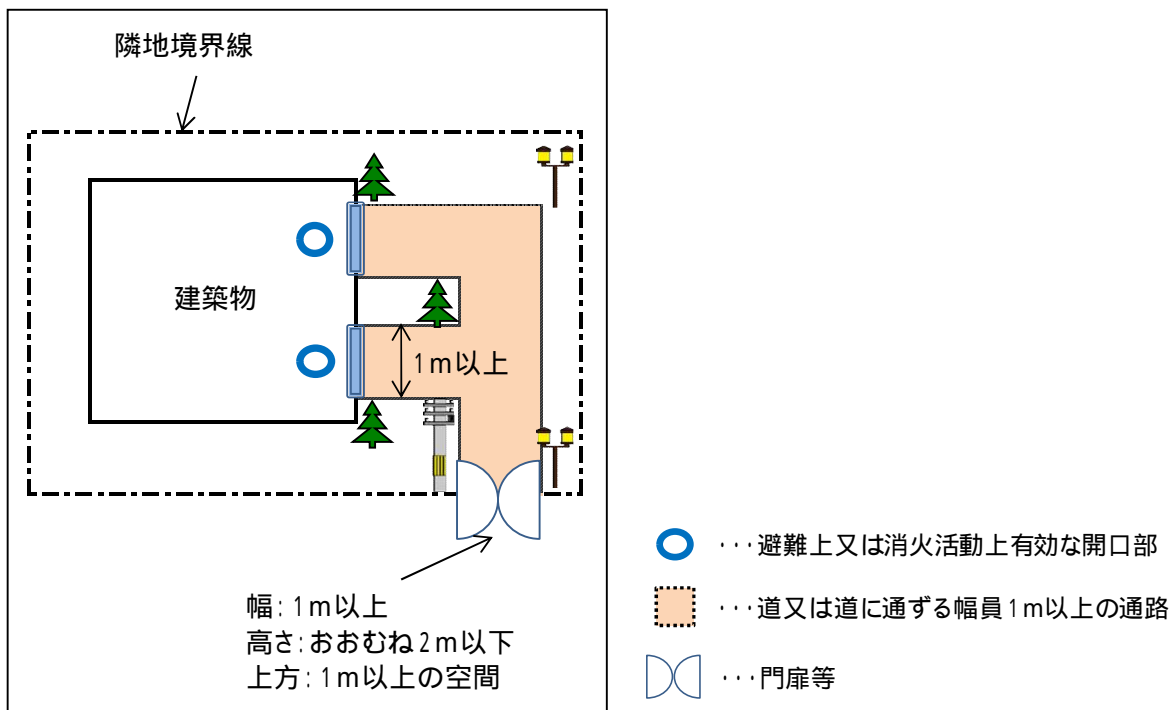 隣地境界線
建築物
1m以上
幅:1m以上
高さ:おおむね2m以下
上方:1m以上の空間
・・・避難上又は消火活動上有効な開口部
・・・道又は道に通ずる幅員1m以上の通路
・・・門扉等